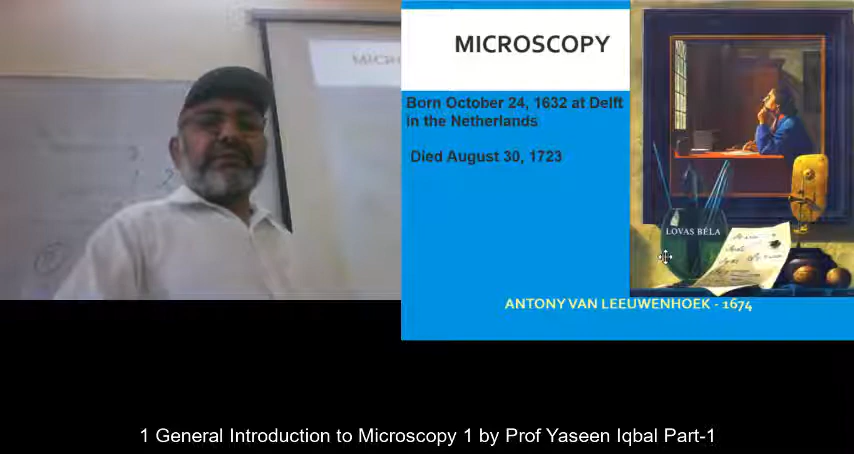 MICROSCOPY
Born October 24, 1632 at Delft
in the Netherlands
Died August 30, 1723
LOVAS BÉLA
ANTONY VAN LEEUWENHOEK - 1674
1 General Introduction to Microscopy 1 by Prof Yaseen Iqbal Part-1